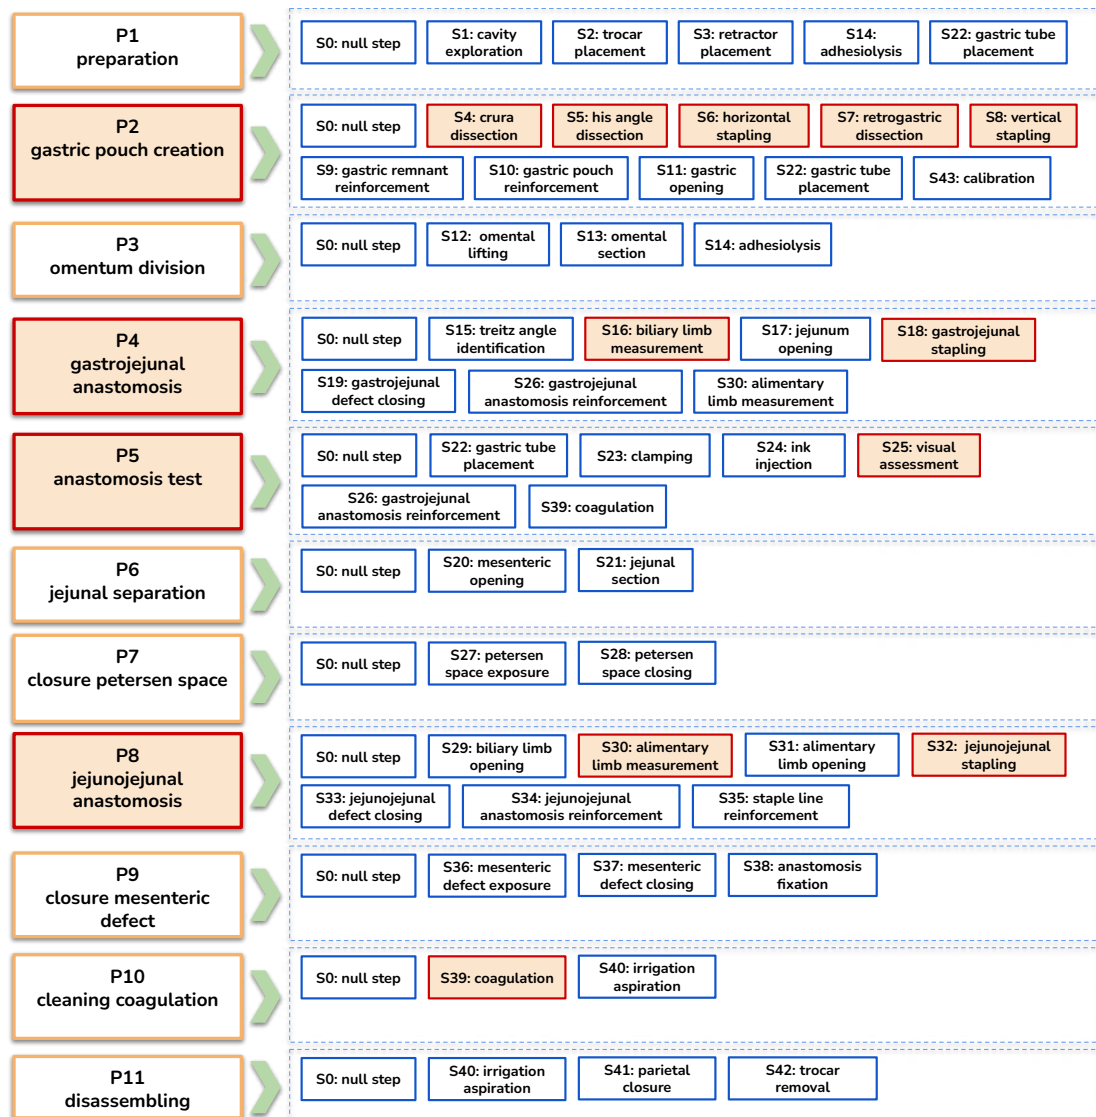 P1
preparation
S0: null step
S1: cavity
exploration
S2: trocar
placement
S3: retractor
placement
S14:
adhesiolysis
S22: gastric tube
placement
P2
gastric pouch creation
S0: null step
S4: crura
dissection
S5: his angle
dissection
S6: horizontal
stapling
S7: retrogastric
dissection
S8: vertical
stapling
S9: gastric remnant
reinforcement
S10: gastric pouch
reinforcement
S11: gastric
opening
S22: gastric tube
placement
S43: calibration
P3
omentum division
S0: null step
S12: omental
lifting
S13: omental
section
S14: adhesiolysis
P4
gastrojejunal
anastomosis
S0: null step
S15: treitz angle
identification
S16: biliary limb
measurement
S17: jejunum
opening
S18: gastrojejunal
stapling
S19: gastrojejunal
defect closing
S26: gastrojejunal
anastomosis reinforcement
S30: alimentary
limb measurement
P5
anastomosis test
S0: null step
S22: gastric tube
placement
S23: clamping
S24: ink
injection
S25: visual
assessment
S26: gastrojejunal
anastomosis reinforcement
S39: coagulation
P6
jejunal separation
S0: null step
S20: mesenteric
opening
S21: jejunal
section
P7
closure petersen space
S0: null step
S27: petersen
space exposure
S28: petersen
space closing
P8
jejunojejunal
anastomosis
S0: null step
S29: biliary limb
opening
S30: alimentary
limb measurement
S31: alimentary
limb opening
S32: jejunojejunal
stapling
S33: jejunojejunal
defect closing
S34: jejunojejunal
anastomosis reinforcement
S35: staple line
reinforcement
P9
closure mesenteric
defect
S0: null step
S36: mesenteric
defect exposure
S37: mesenteric
defect closing
S38: anastomosis
fixation
P10
cleaning coagulation
S0: null step
S39: coagulation
S40: irrigation
aspiration
P11
disassembling
S0: null step
S40: irrigation
aspiration
S41: parietal
closure
S42: trocar
removal